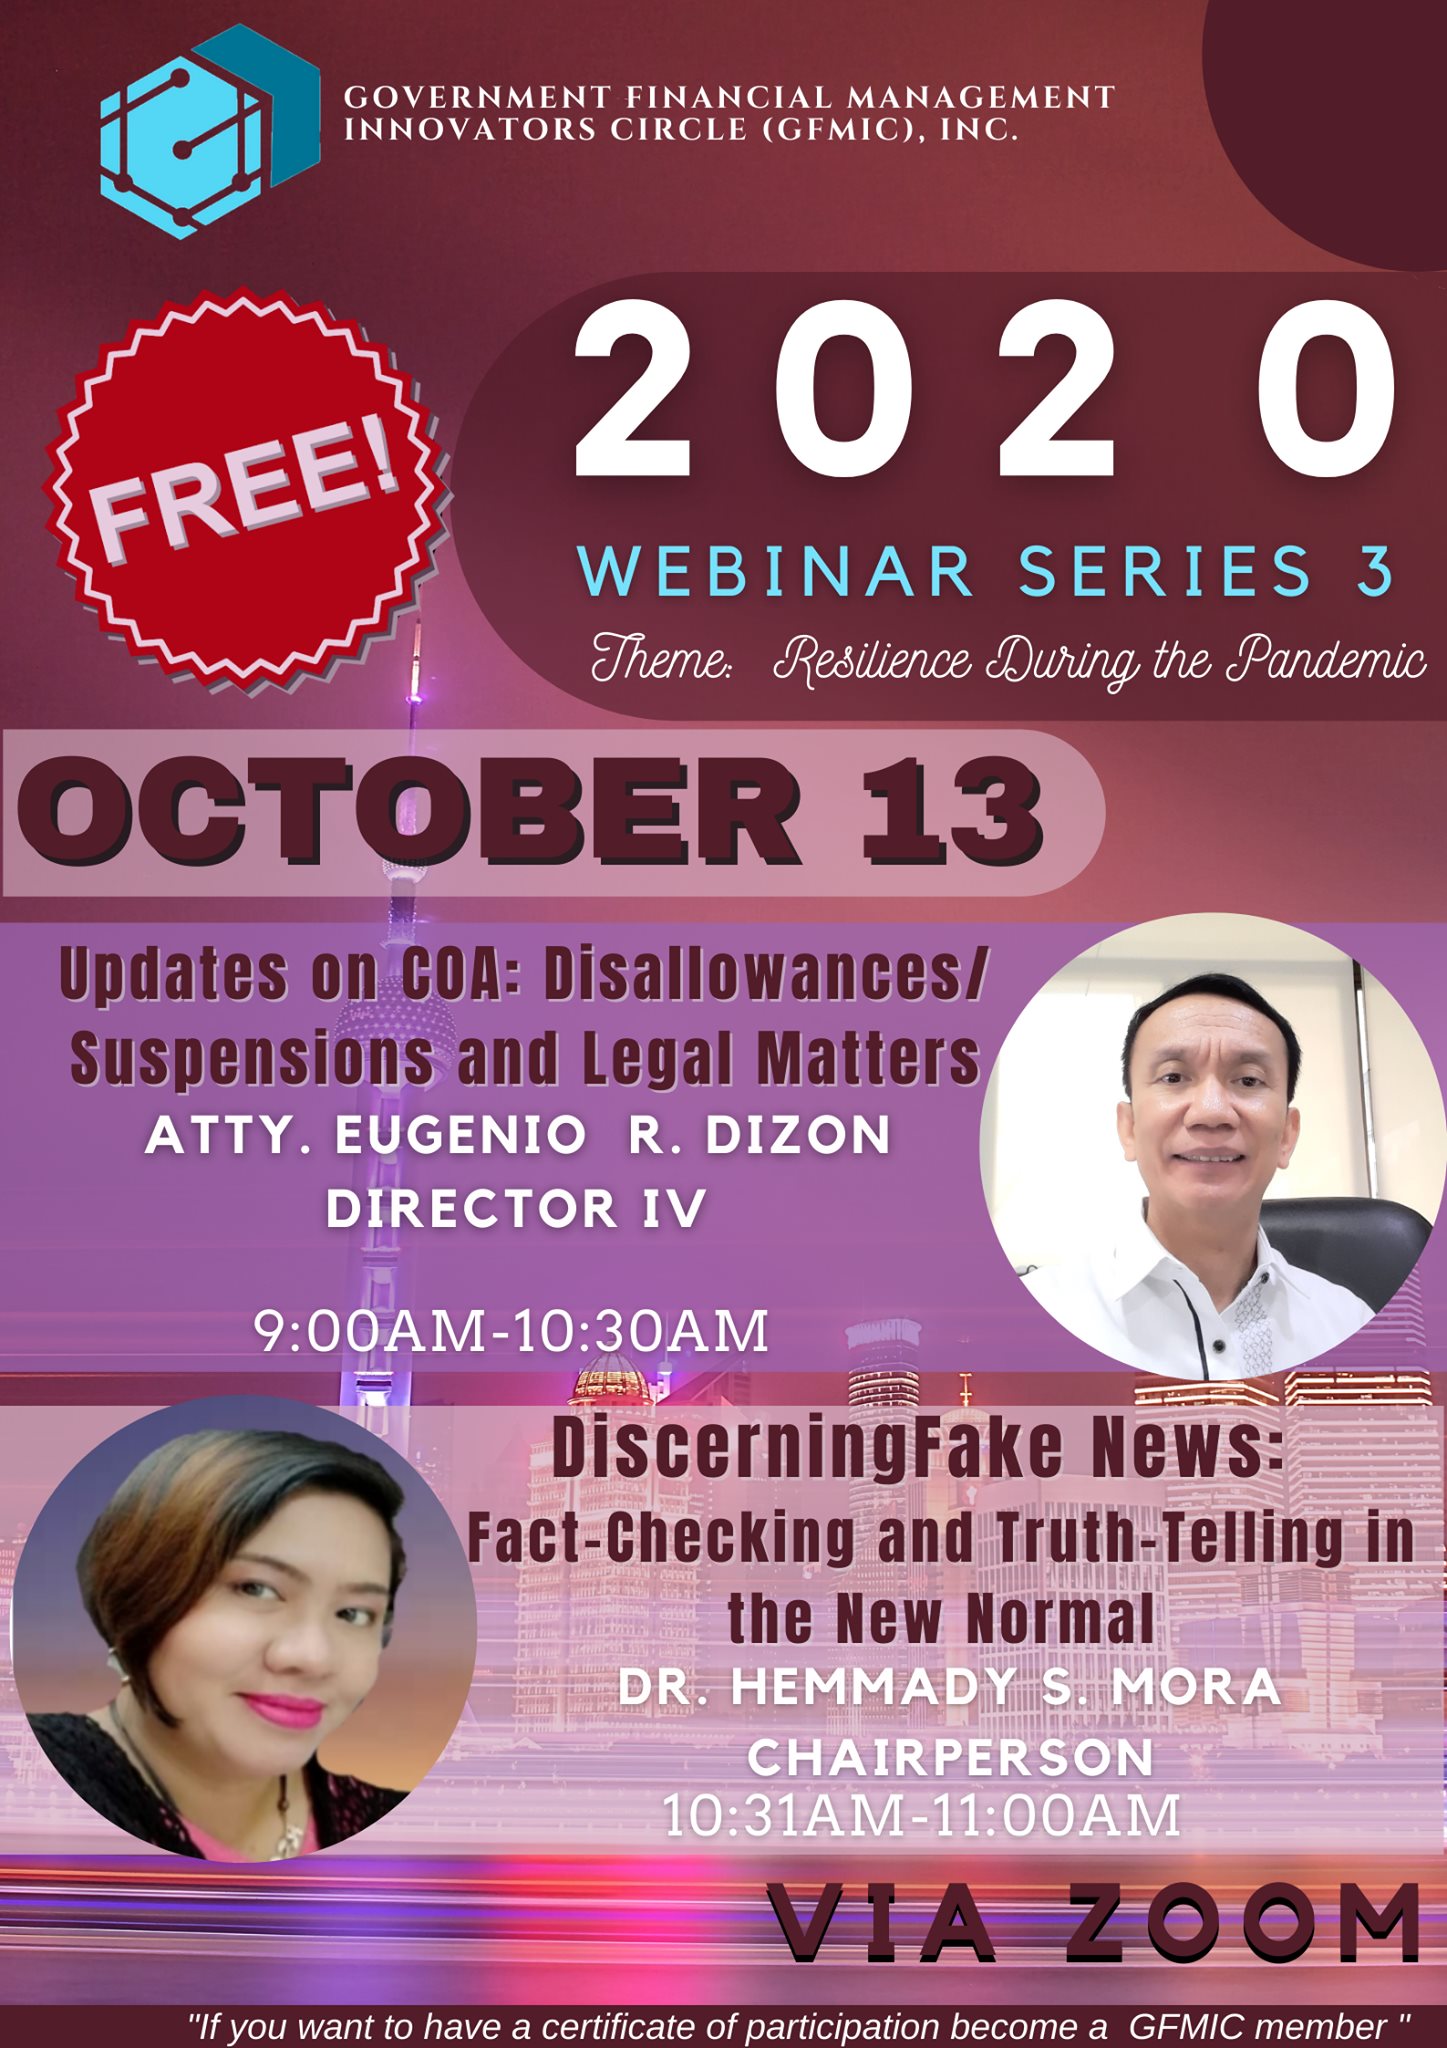 GOVERNMENT FINANCIAL MANAGEMENT
INNOVATORS CIRCLE (GFMIC), INC.
FREE!
2020
WEBINAR SERIES 3
Theme: Resilience During the Pandemic
OCTOBER 13
Updates on COA: Disallowances/
Suspensions and Legal Matters
ATTY. EUGENIO R. DIZON
DIRECTOR IV
9:00AM-10:30AM
DiscerningFake News:
Fact-Checking and Truth-Telling in
the New Normal
DR. HEMMADY S. MORA
CHAIRPERSON
10:31AM-11:00AM
VIA ZOOM
"If you want to have a certificate of participation become a GFMIC member "